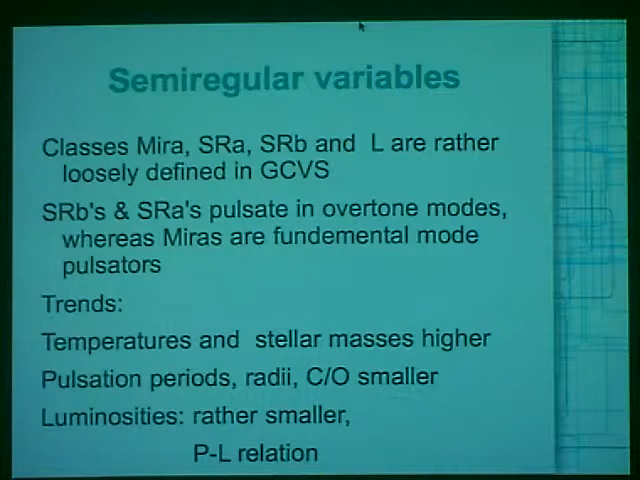 Semiregular variables
Classes Mira, SRa, SRb and L are rather
loosely defined in GCVS
SRb's & SRa's pulsate in overtone modes,
whereas Miras are fundemental mode
pulsators
Trends:
Temperatures and stellar masses higher
Pulsation periods, radii, C/O smaller
Luminosities: rather smaller,
P-L relation